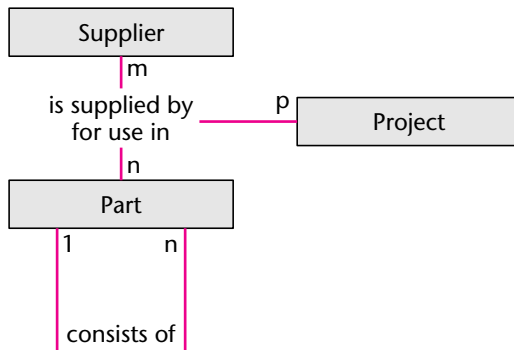 Supplier
m
is supplied by
for use in
p
Project
n
Part
1
n
consists of